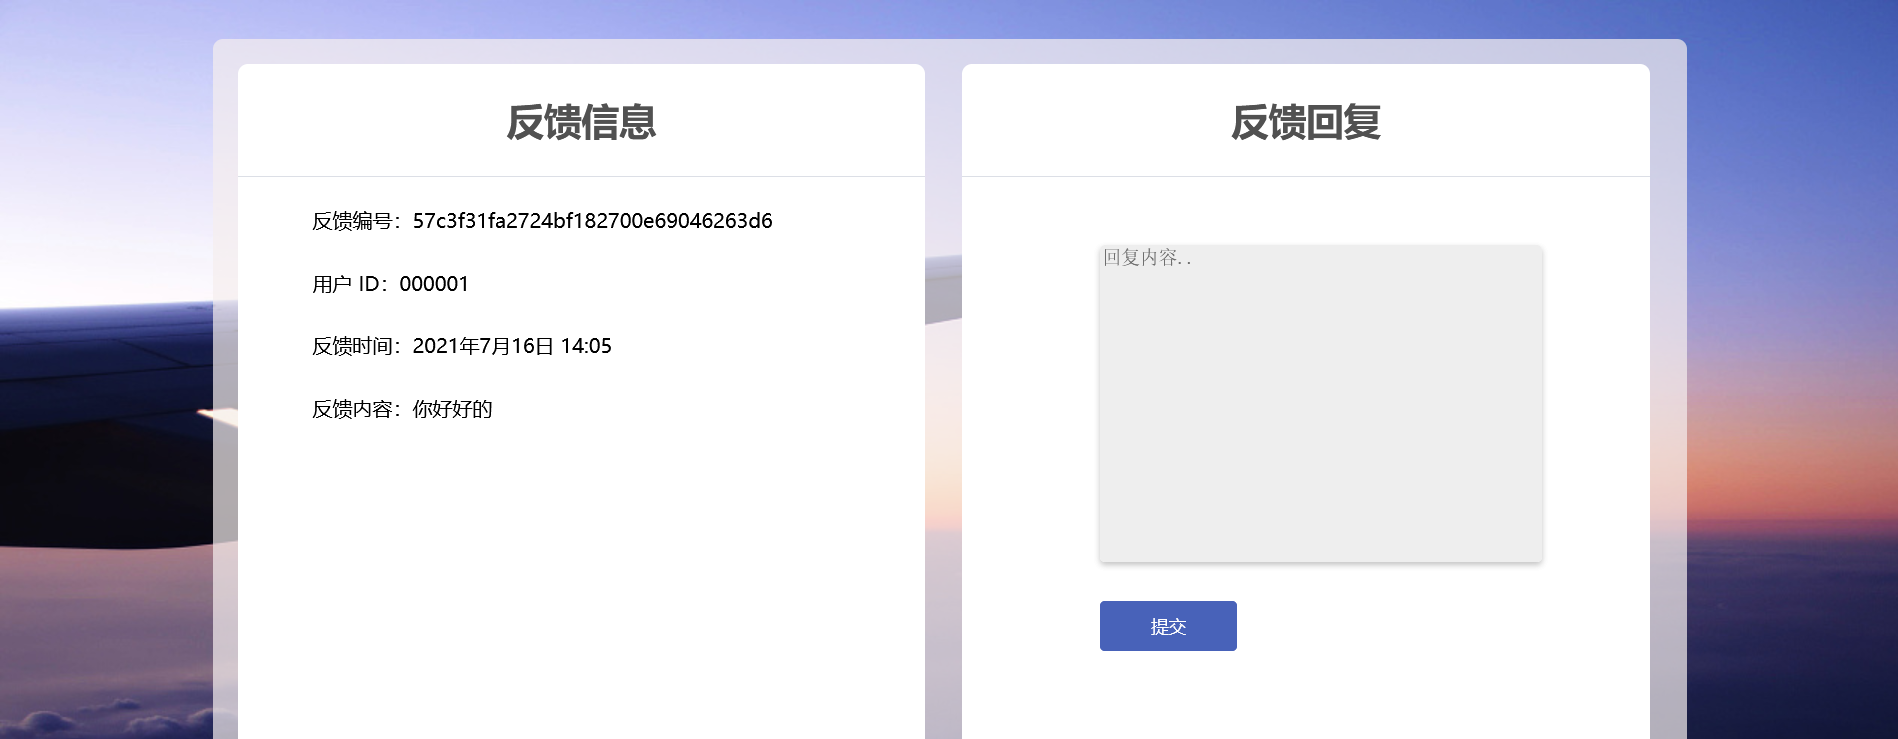 反馈信息
反馈编号：57c3f31fa2724bf182700e69046263d6
用户 ID：000001
反馈时间：2021年7月16日 14:05
反馈内容：你好好的
反馈回复
回复内容..
提交